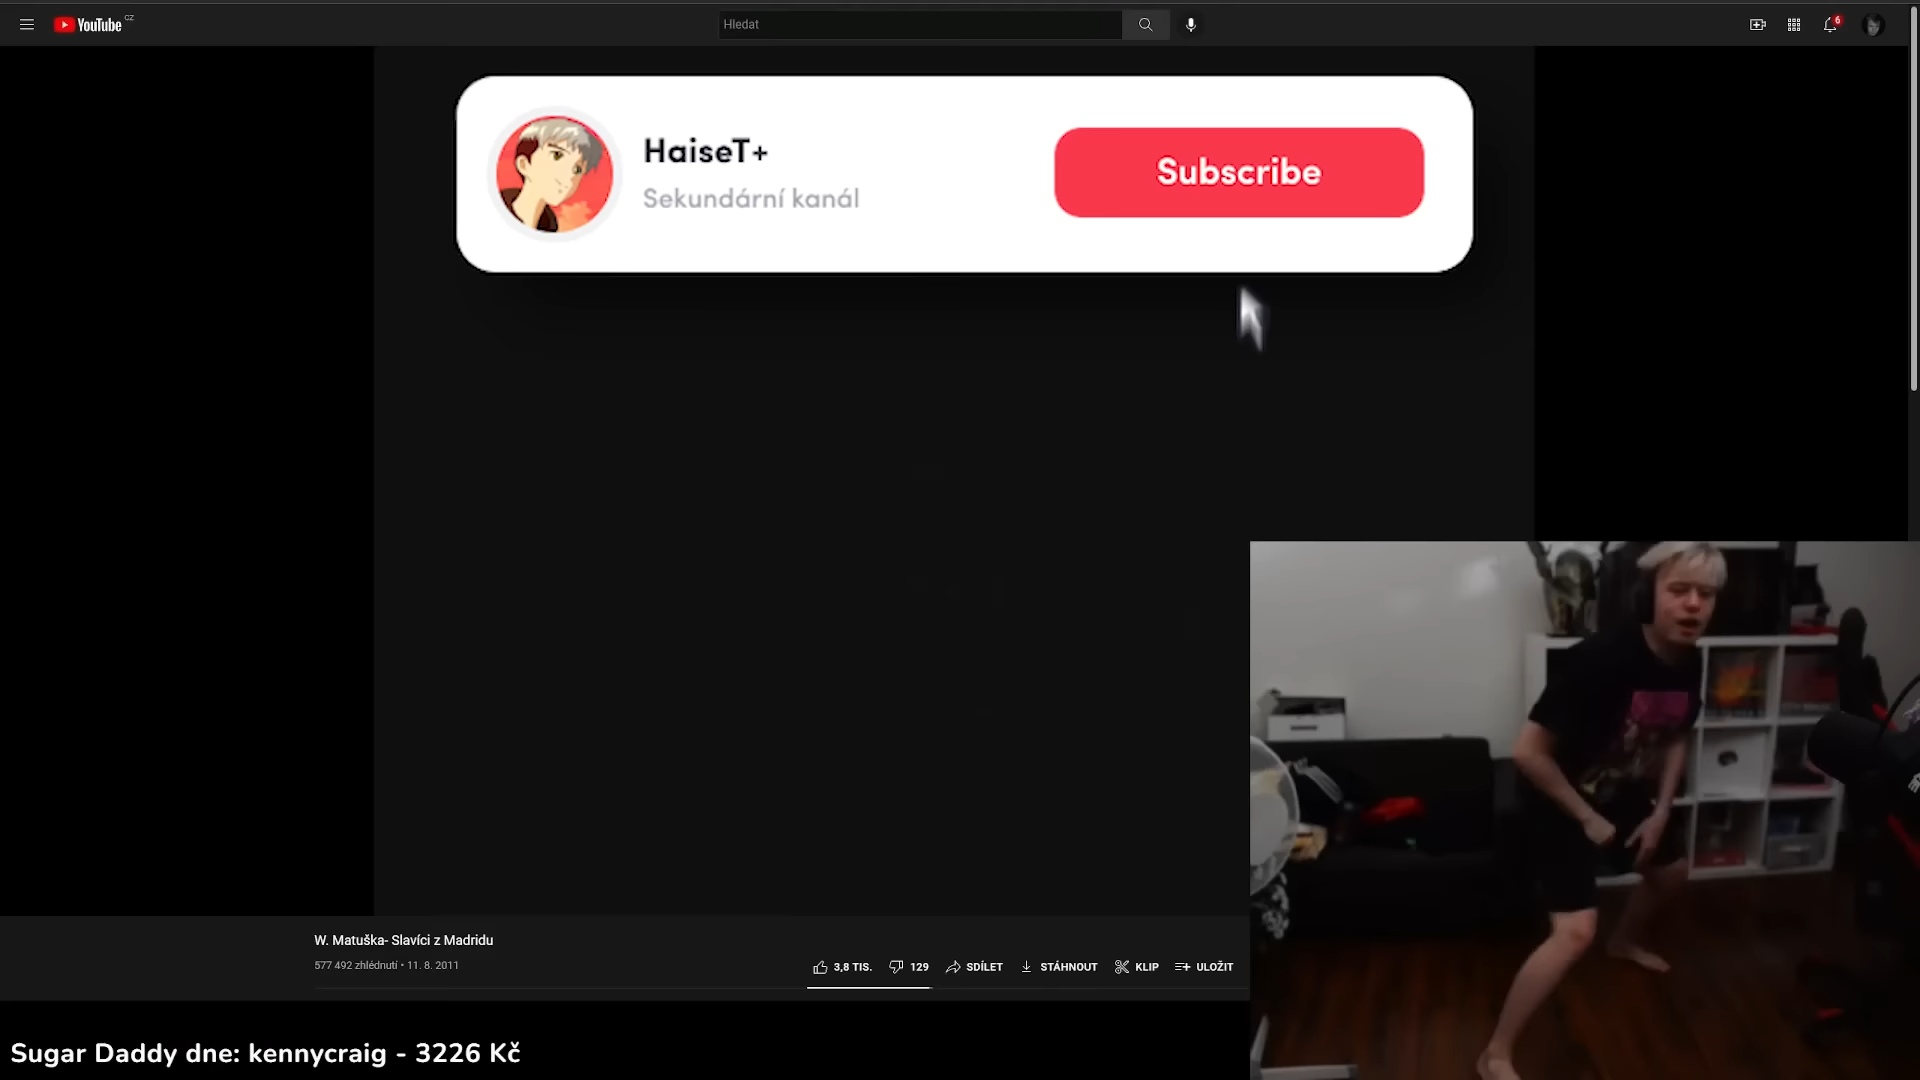 YouTube CZ
Hledat
6
HaiseT+
Sekundární kanál
Subscribe
W. Matuška- Slavíci z Madridu
577 492 zhlédnutí • 11. 8. 2011
3,8 TIS. 129 SDÍLET STÁHNOUT KLIP ULOŽIT
Sugar Daddy dne: kennycraig - 3226 Kč